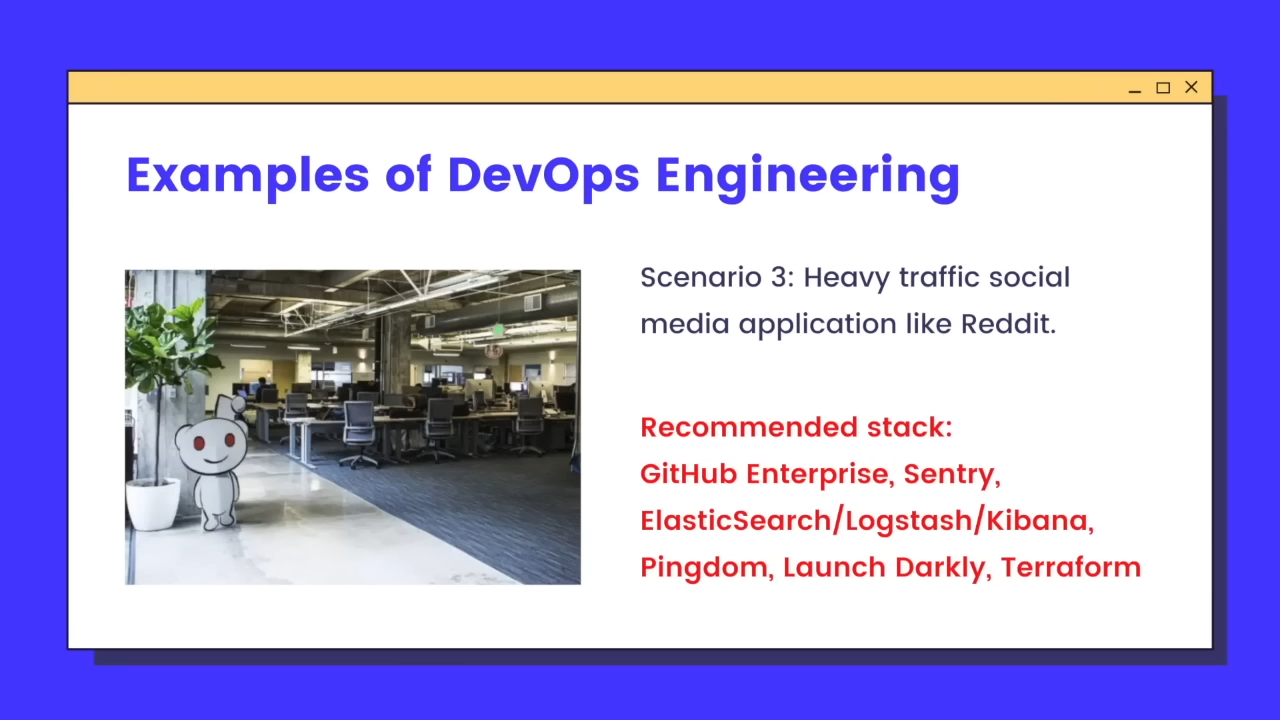 Examples of DevOps Engineering
Scenario 3: Heavy traffic social
media application like Reddit.
Recommended stack:
GitHub Enterprise, Sentry,
ElasticSearch/Logstash/Kibana,
Pingdom, Launch Darkly, Terraform